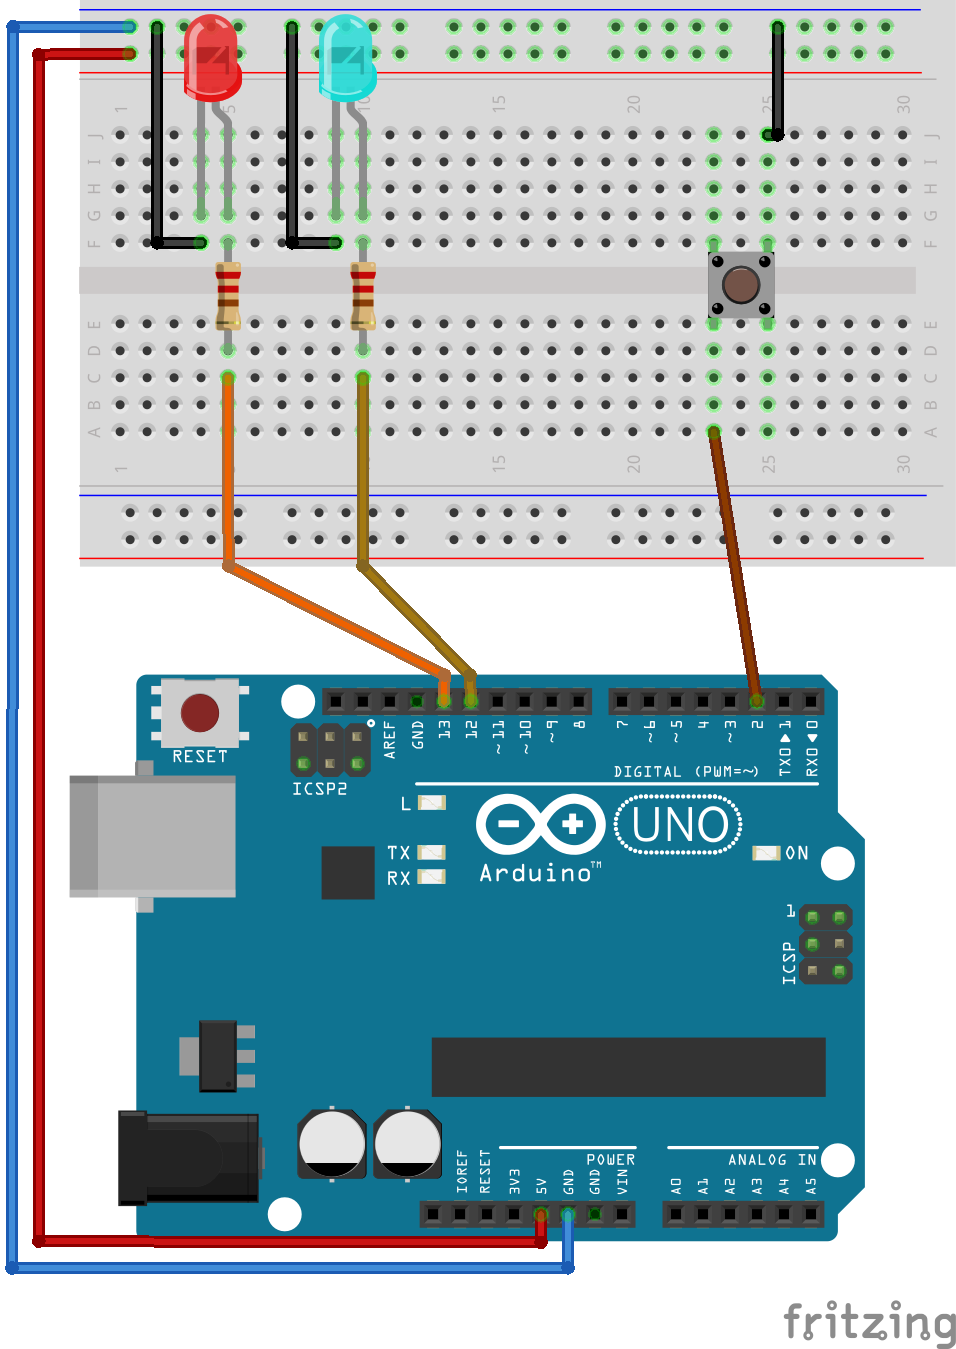 1 5 10 15 20 25 30
J J
I I
H H
G G
F F
E E
D D
C C
B B
A A
1 15 20 25 30
RESET
ICSP2
AREF
GND
13
12
~11
~10
~9
8
7
~6
~5
4
~3
2
TX0▶1
RX0◀0
DIGITAL (PWM=~)
L
TX
RX
Arduino™
UNO
ON
1
ICSP
IOREF
RESET
3V3
5V
GND
GND
VIN
POWER
ANALOG IN
A0
A1
A2
A3
A4
A5
fritzing